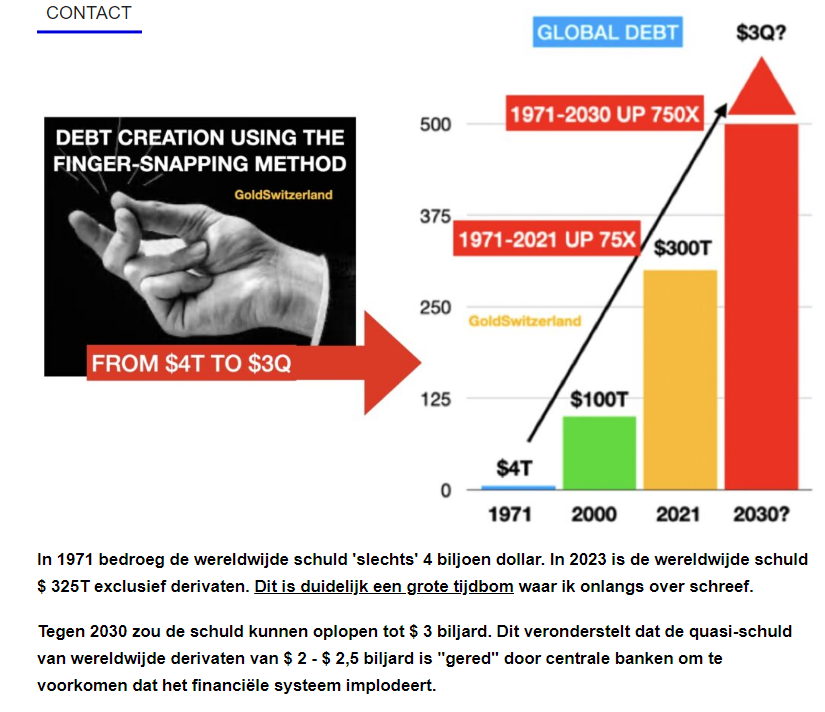 CONTACT
DEBT CREATION USING THE
FINGER-SNAPPING METHOD
GoldSwitzerland
FROM $4T TO $3Q
GLOBAL DEBT
$3Q?
1971-2030 UP 750X
500
375
1971-2021 UP 75X
$300T
250
GoldSwitzerland
125
$100T
$4T
0
1971 2000 2021 2030?
In 1971 bedroeg de wereldwijde schuld 'slechts' 4 biljoen dollar. In 2023 is de wereldwijde schuld
$ 325T exclusief derivaten. Dit is duidelijk een grote tijdbom waar ik onlangs over schreef.
Tegen 2030 zou de schuld kunnen oplopen tot $ 3 biljard. Dit veronderstelt dat de quasi-schuld
van wereldwijde derivaten van $ 2 - $ 2,5 biljard is "gered" door centrale banken om te
voorkomen dat het financiële systeem implodeert.